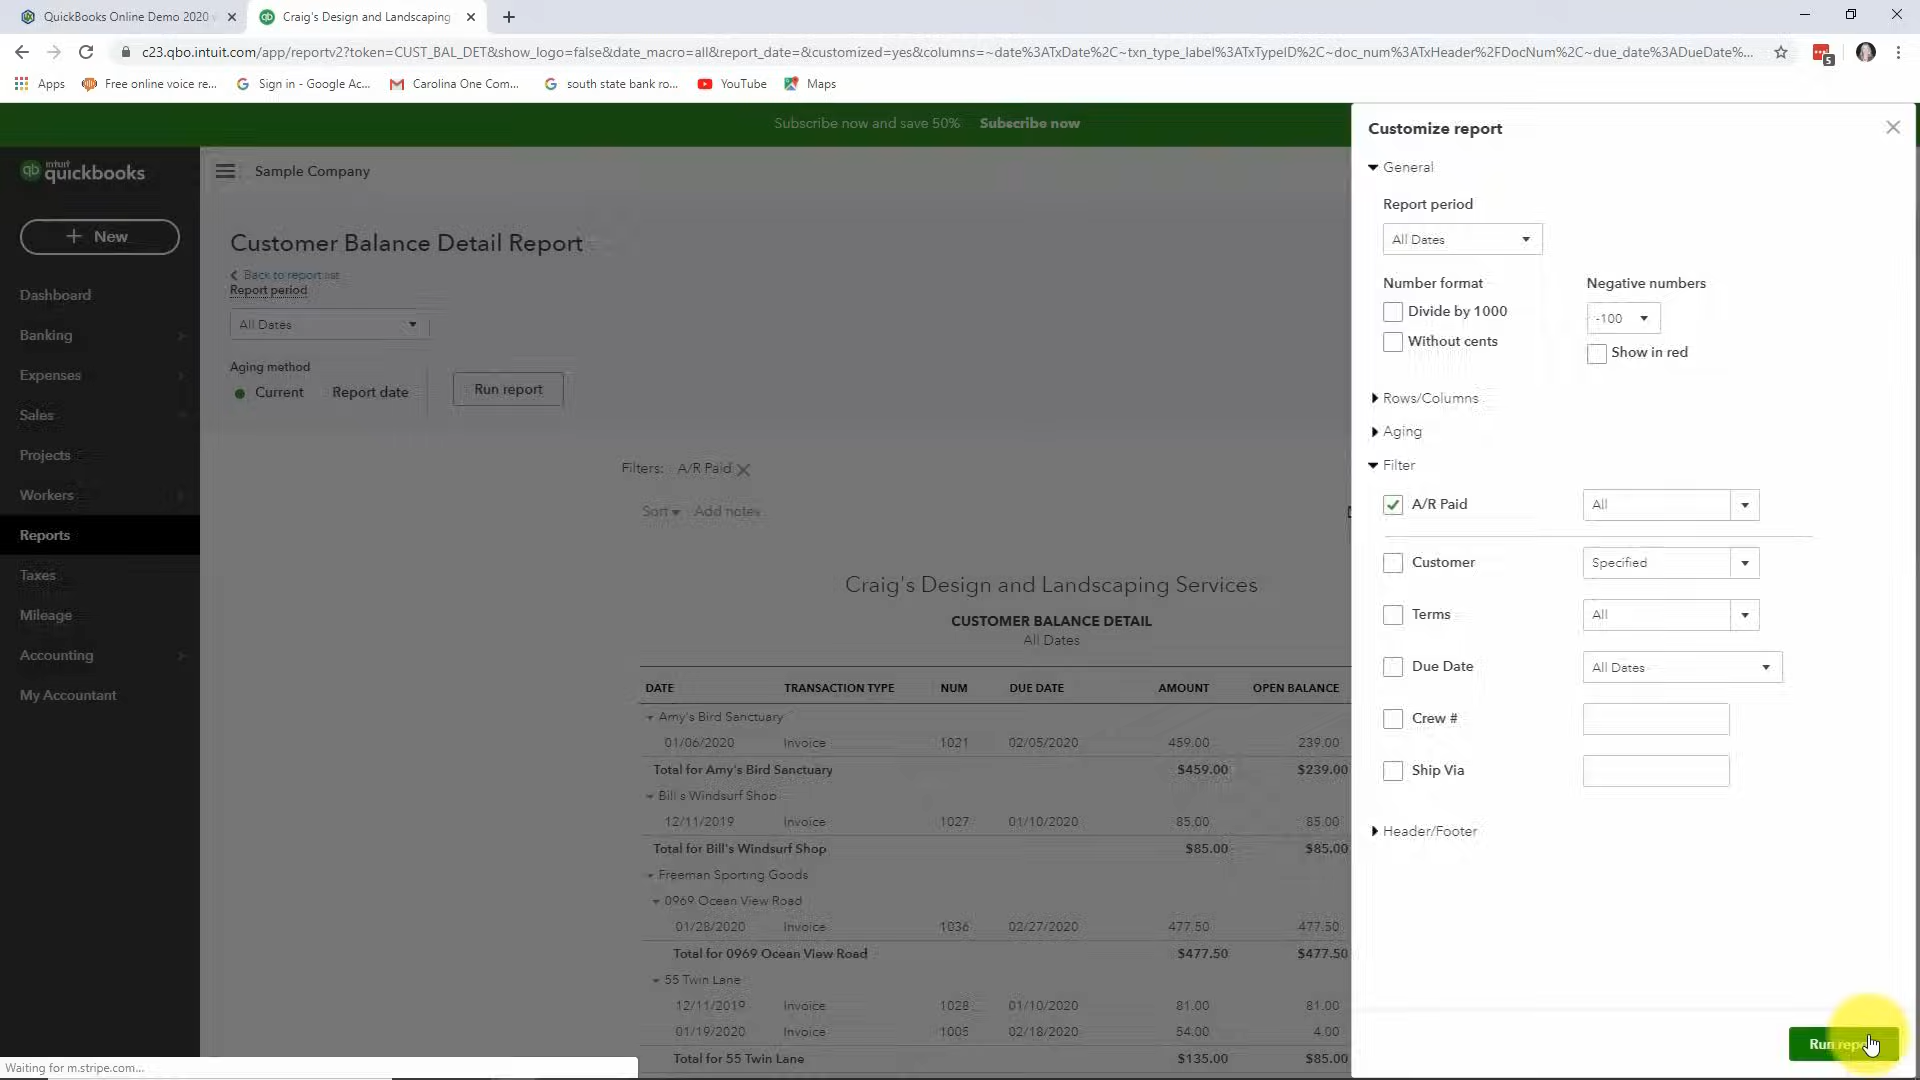 QuickBooks Online Demo 2020
Craig's Design and Landscaping
c23.qbo.intuit.com/app/reportv2?token=CUST_BAL_DET&show_logo=false&date_macro=all&report_date=&customized=yes&columns=~date%3ATxDate%2C~txn_type_label%3ATxTypeID%2C~doc_num%3ATxHeader%2FDocNum%2C~due_date%3ADueDate%...
5
Apps
Free online voice re...
Sign in - Google Ac...
Carolina One Com...
south state bank ro...
YouTube
Maps
Subscribe now and save 50% Subscribe now
intuit
quickbooks
qb
Sample Company
+ New
Dashboard
Banking
Expenses
Sales
Projects
Workers
Reports
Taxes
Mileage
Accounting
My Accountant
Customer Balance Detail Report
Back to report list
Report period
All Dates
Aging method
Current Report date
Run report
Filters: A/R Paid
Sort Add notes
Craig's Design and Landscaping Services
CUSTOMER BALANCE DETAIL
All Dates
DATE TRANSACTION TYPE NUM DUE DATE AMOUNT OPEN BALANCE
Amy's Bird Sanctuary
01/06/2020 Invoice 1021 02/05/2020 459.00 239.00
Total for Amy's Bird Sanctuary $459.00 $239.00
Bill's Windsurf Shop
12/11/2019 Invoice 1027 01/10/2020 85.00 85.00
Total for Bill's Windsurf Shop $85.00 $85.00
Freeman Sporting Goods
0969 Ocean View Road
01/28/2020 Invoice 1036 02/27/2020 477.50 477.50
Total for 0969 Ocean View Road $477.50 $477.50
55 Twin Lane
12/11/2019 Invoice 1028 01/10/2020 81.00 81.00
01/19/2020 Invoice 1005 02/18/2020 54.00 4.00
Total for 55 Twin Lane $135.00 $85.00
Waiting for m.stripe.com...
Customize report
General
Report period
All Dates
Number format Negative numbers
Divide by 1000 -100
Without cents Show in red
Rows/Columns
Aging
Filter
A/R Paid All
Customer Specified
Terms All
Due Date All Dates
Crew #
Ship Via
Header/Footer
Run report